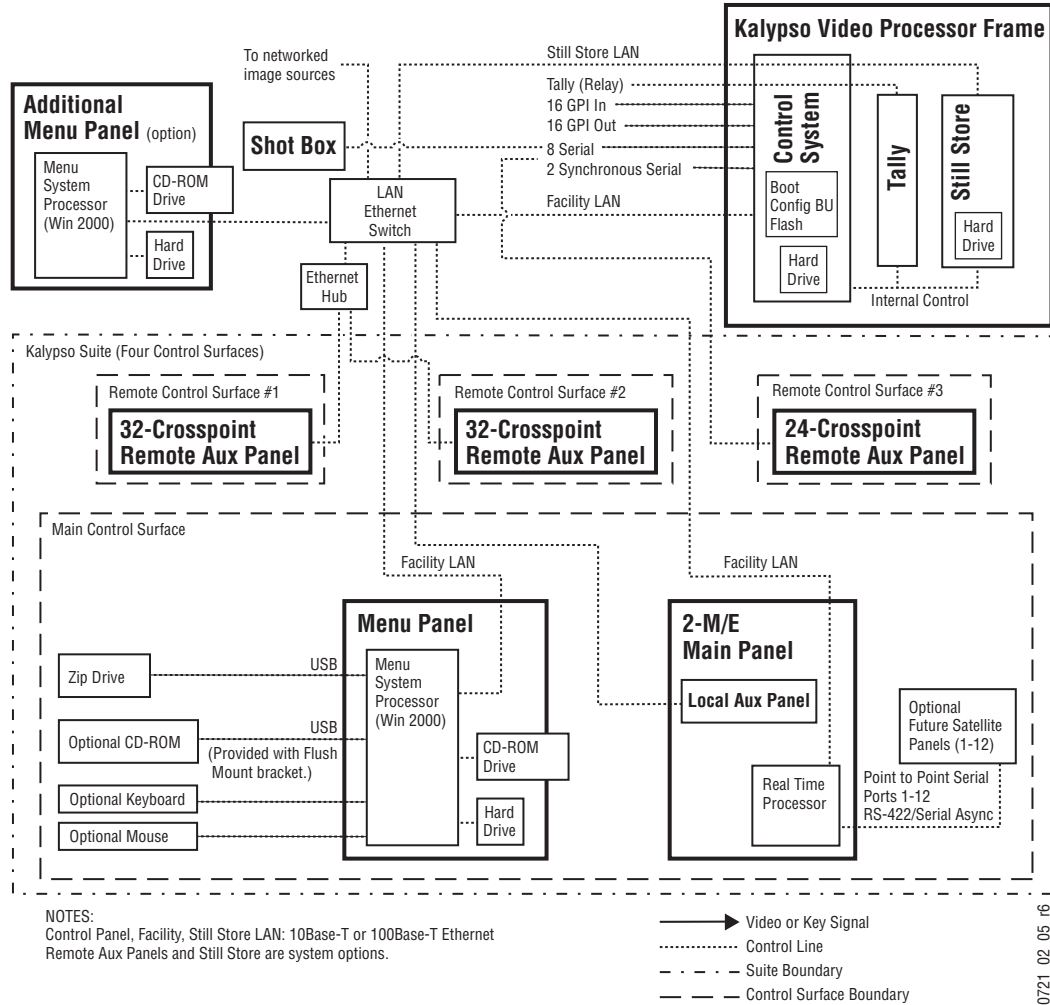 Kalypso Video Processor Frame
To networked
image sources
Still Store LAN
Tally (Relay)
16 GPI In
16 GPI Out
8 Serial
2 Synchronous Serial
Facility LAN
Control
System
Boot
Config BU
Flash
Hard
Drive
Tally
Still Store
Hard
Drive
Internal Control
Additional
Menu Panel (option)
Menu
System
Processor
(Win 2000)
CD-ROM
Drive
Hard
Drive
Shot Box
LAN
Ethernet
Switch
Ethernet
Hub
Kalypso Suite (Four Control Surfaces)
Remote Control Surface #1
32-Crosspoint
Remote Aux Panel
Remote Control Surface #2
32-Crosspoint
Remote Aux Panel
Remote Control Surface #3
24-Crosspoint
Remote Aux Panel
Main Control Surface
Facility LAN
Facility LAN
Menu Panel
Menu
System
Processor
(Win 2000)
CD-ROM
Drive
Hard
Drive
Zip Drive
USB
Optional CD-ROM
USB
(Provided with Flush
Mount bracket.)
Optional Keyboard
Optional Mouse
2-M/E
Main Panel
Local Aux Panel
Real Time
Processor
Optional
Future Satellite
Panels (1-12)
Point to Point Serial
Ports 1-12
RS-422/Serial Async
NOTES:
Control Panel, Facility, Still Store LAN: 10Base-T or 100Base-T Ethernet
Remote Aux Panels and Still Store are system options.
Video or Key Signal
Control Line
Suite Boundary
Control Surface Boundary
0721_02_05_r6